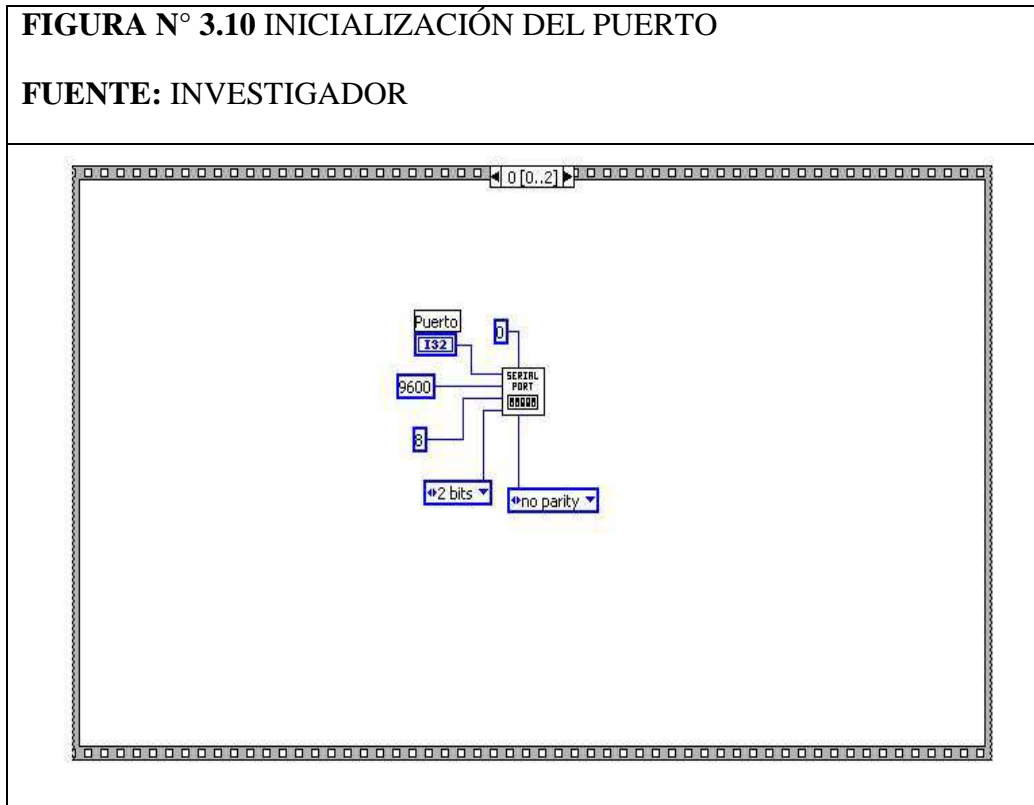 FIGURA N° 3.10 INICIALIZACIÓN DEL PUERTO
FUENTE: INVESTIGADOR
0 [0..2]
Puerto
I32
0
SERIAL
PORT
9600
8
2 bits
no parity